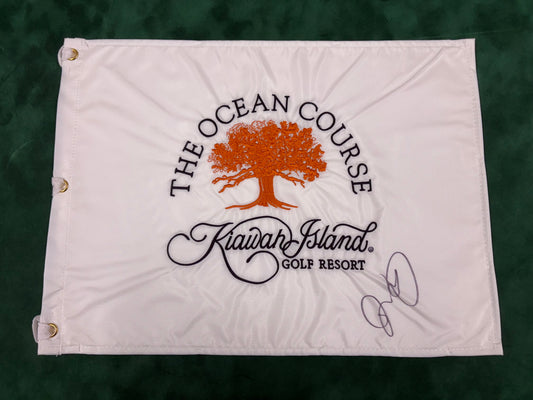 THE OCEAN COURSE
Kiawah Island®
GOLF RESORT